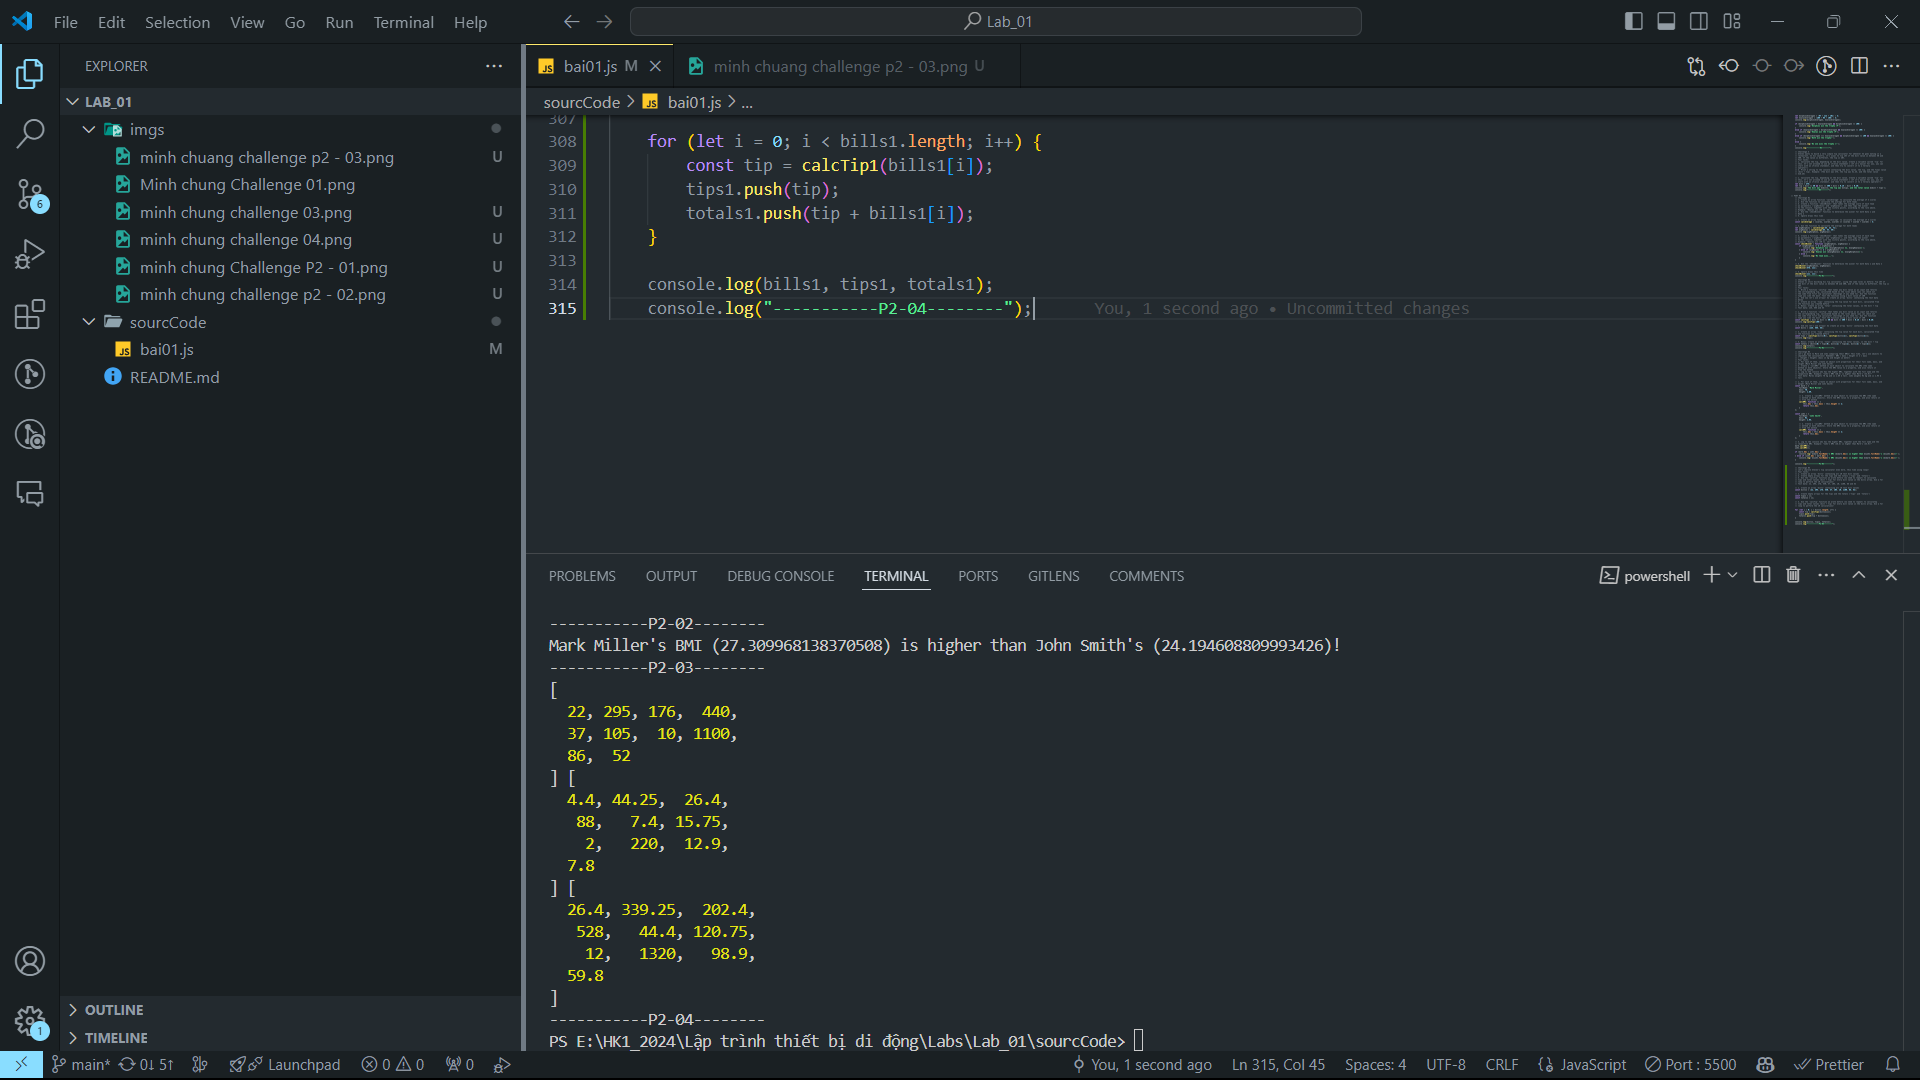 File Edit Selection View Go Run Terminal Help
Lab_01
EXPLORER
LAB_01
imgs
minh chuang challenge p2 - 03.png U
Minh chung Challenge 01.png
minh chung challenge 03.png U
minh chung challenge 04.png U
minh chung Challenge P2 - 01.png U
minh chung challenge p2 - 02.png U
sourcCode
JS bai01.js M
README.md
OUTLINE
TIMELINE
6
1
JS bai01.js M
minh chuang challenge p2 - 03.png U
sourcCode > JS bai01.js > ...
307
308 for (let i = 0; i < bills1.length; i++) {
309 const tip = calcTip1(bills1[i]);
310 tips1.push(tip);
311 totals1.push(tip + bills1[i]);
312 }
313
314 console.log(bills1, tips1, totals1);
315 console.log("-----------P2-04--------"); You, 1 second ago • Uncommitted changes
PROBLEMS OUTPUT DEBUG CONSOLE TERMINAL PORTS GITLENS COMMENTS
powershell
-----------P2-02--------
Mark Miller's BMI (27.309968138370508) is higher than John Smith's (24.194608809993426)!
-----------P2-03--------
[
22, 295, 176, 440,
37, 105, 10, 1100,
86, 52
] [
4.4, 44.25, 26.4,
88, 7.4, 15.75,
2, 220, 12.9,
7.8
] [
26.4, 339.25, 202.4,
528, 44.4, 120.75,
12, 1320, 98.9,
59.8
]
-----------P2-04--------
PS E:\HK1_2024\Lập trình thiết bị di động\Labs\Lab_01\sourcCode>
main* 0↓ 5↑ Launchpad 0 0 0 You, 1 second ago Ln 315, Col 45 Spaces: 4 UTF-8 CRLF {} JavaScript Port : 5500 Prettier